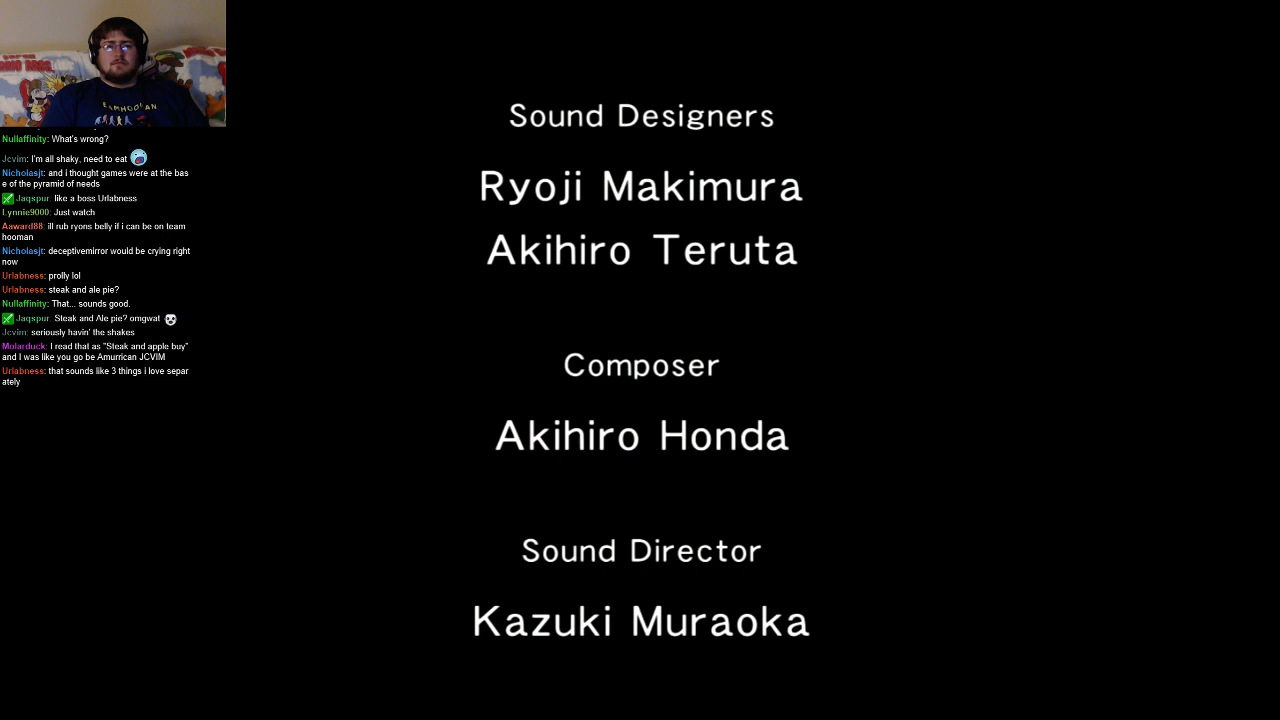 Nullaffinity: What's wrong?
Jcvim: I'm all shaky, need to eat
Nicholasjt: and i thought games were at the bas
e of the pyramid of needs
Jaqspur: like a boss Urlabness
Lynnie9000: Just watch
Aaward88: ill rub ryons belly if i can be on team
hooman
Nicholasjt: deceptivemirror would be crying right
now
Urlabness: prolly lol
Urlabness: steak and ale pie?
Nullaffinity: That... sounds good.
Jaqspur: Steak and Ale pie? omgwat
Jcvim: seriously havin' the shakes
Molarduck: I read that as "Steak and apple buy"
and I was like you go be Amurrican JCVIM
Urlabness: that sounds like 3 things i love separ
ately
Sound Designers
Ryoji Makimura
Akihiro Teruta
Composer
Akihiro Honda
Sound Director
Kazuki Muraoka